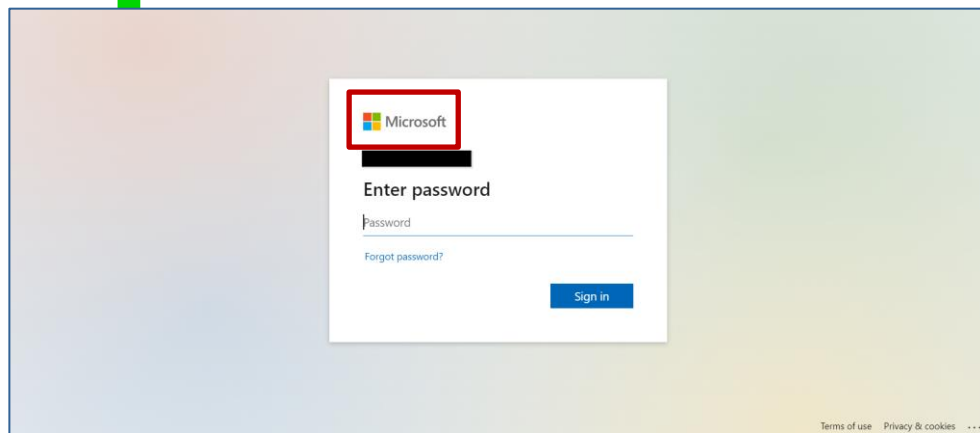 Microsoft
Enter password
Password
Forgot password?
Sign in
Terms of use Privacy & cookies ...